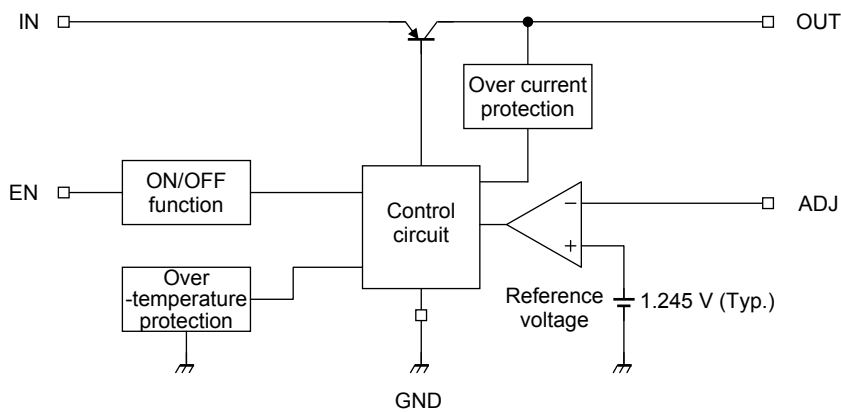 IN
OUT
Over current
protection
EN
ON/OFF
function
Control
circuit
−
+
ADJ
Over
-temperature
protection
Reference
voltage
1.245 V (Typ.)
GND